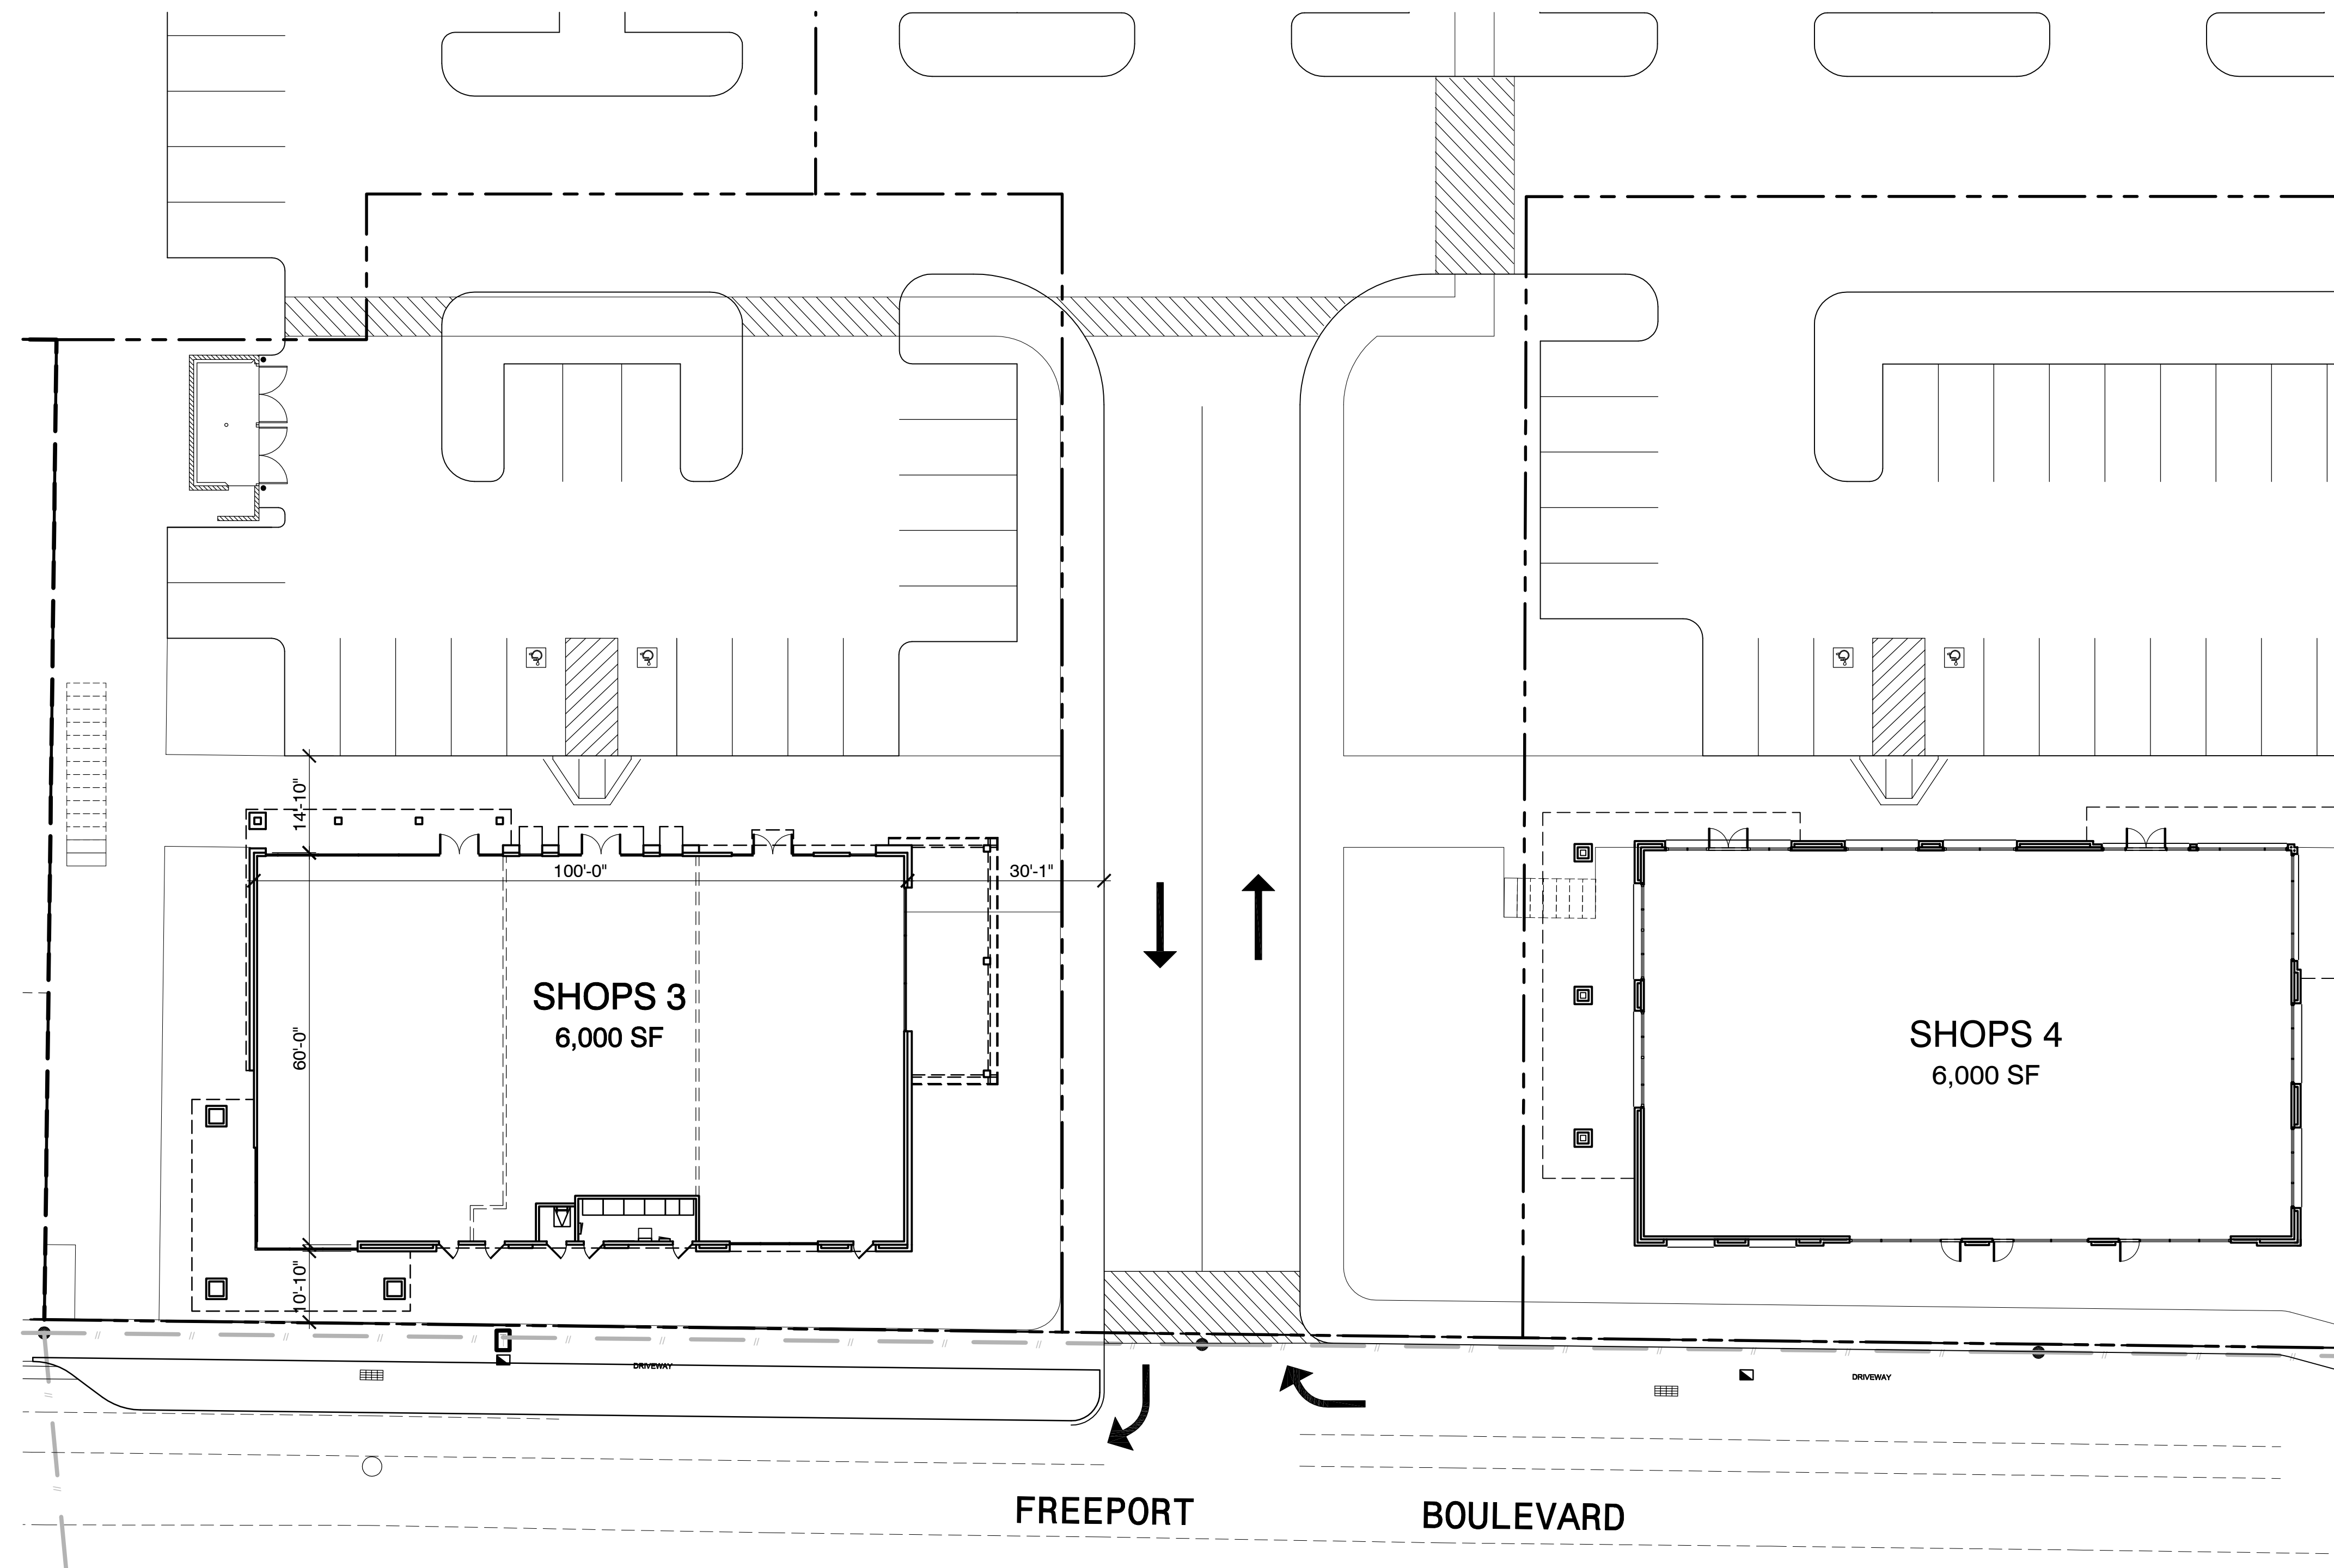 14'-10"
100'-0"
30'-1"
SHOPS 3
6,000 SF
60'-0"
SHOPS 4
6,000 SF
10'-10"
DRIVEWAY
DRIVEWAY
FREEPORT BOULEVARD